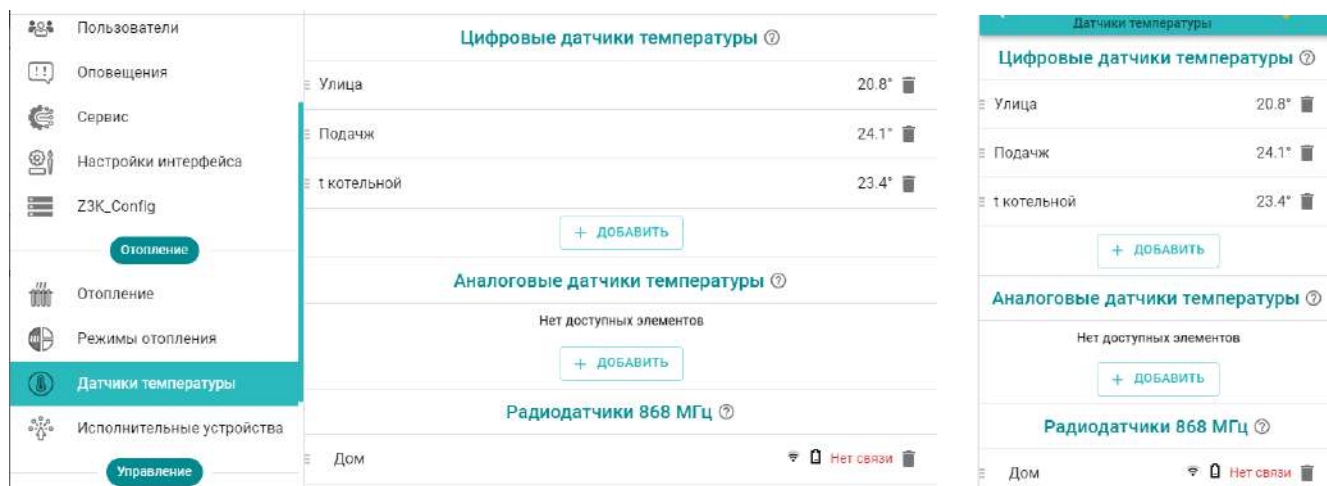 Пользователи
Оповещения
Сервис
Настройки интерфейса
Z3K_Config
Отопление
Отопление
Режимы отопления
Датчики температуры
Исполнительные устройства
Управление
Цифровые датчики температуры
Улица 20.8°
Подачж 24.1°
t котельной 23.4°
+ ДОБАВИТЬ
Аналоговые датчики температуры
Нет доступных элементов
+ ДОБАВИТЬ
Радиодатчики 868 МГц
Дом Нет связи
Датчики температуры
Цифровые датчики температуры
Улица 20.8°
Подачж 24.1°
t котельной 23.4°
+ ДОБАВИТЬ
Аналоговые датчики температуры
Нет доступных элементов
+ ДОБАВИТЬ
Радиодатчики 868 МГц
Дом Нет связи